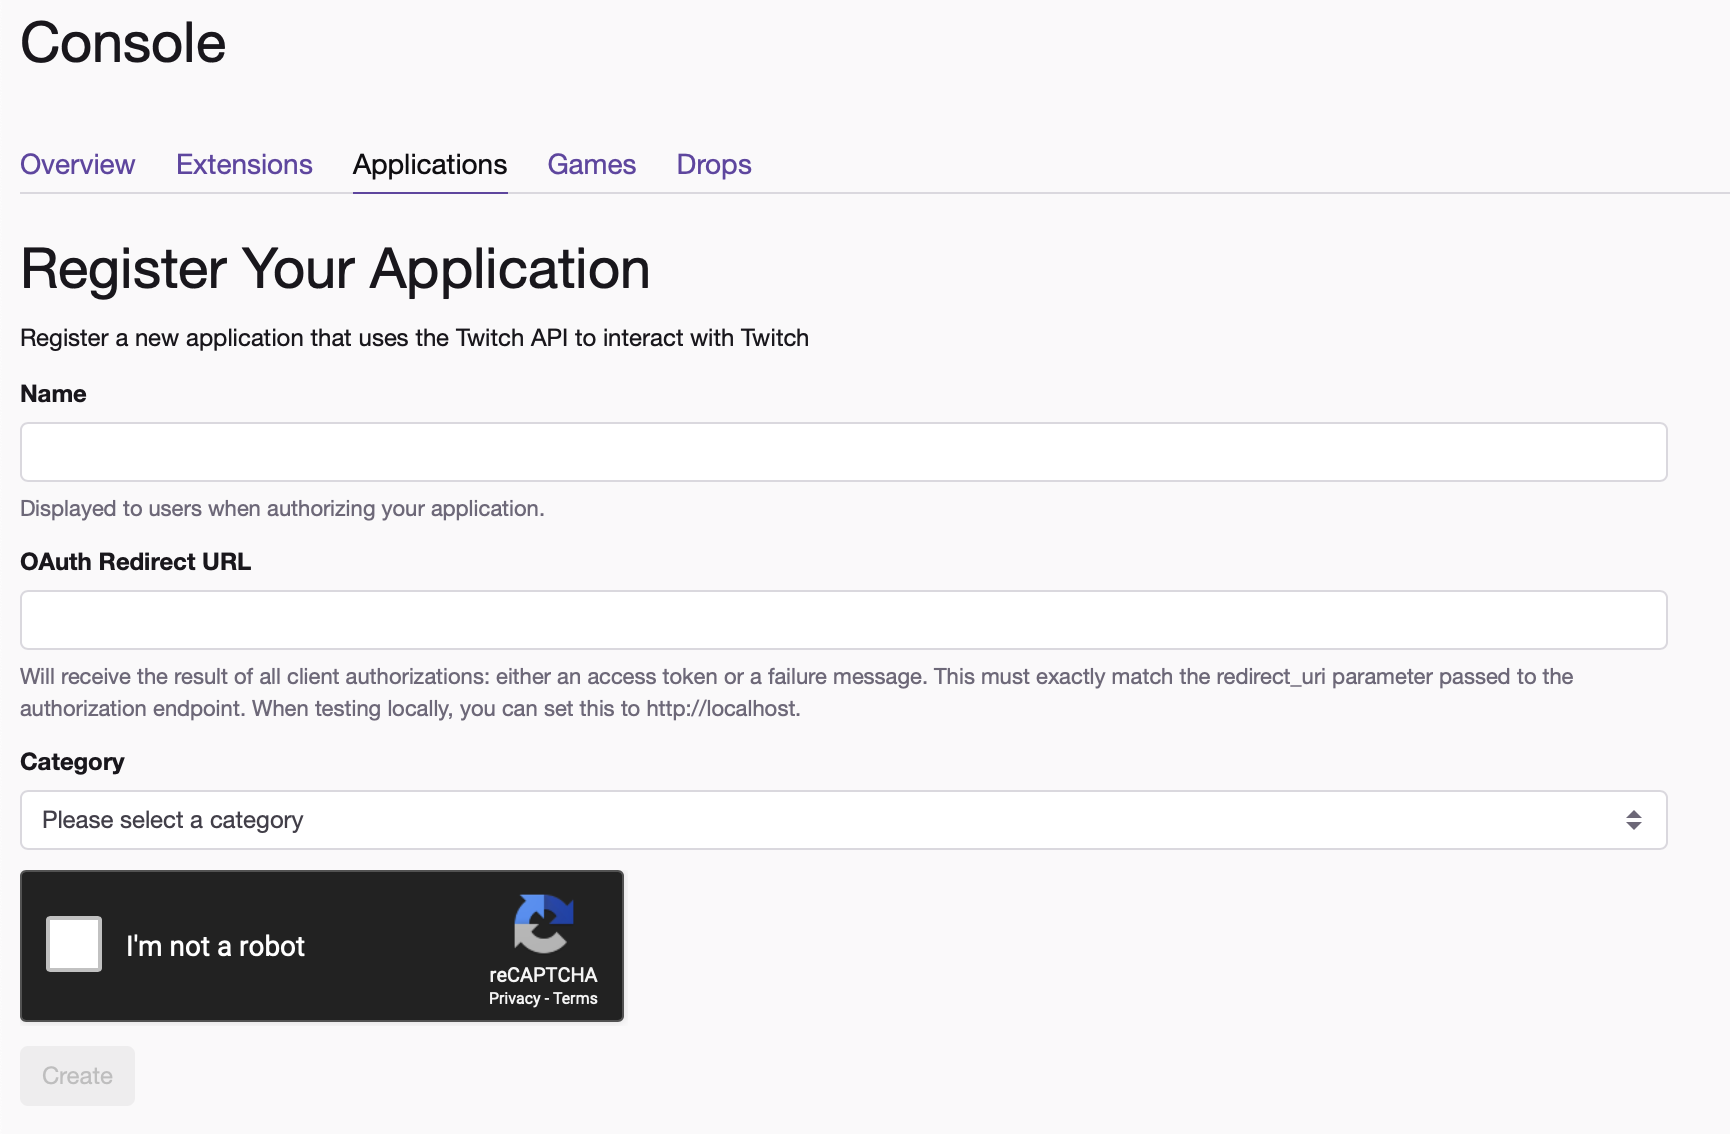 Console
Overview Extensions Applications Games Drops
Register Your Application
Register a new application that uses the Twitch API to interact with Twitch
Name
Displayed to users when authorizing your application.
OAuth Redirect URL
Will receive the result of all client authorizations: either an access token or a failure message. This must exactly match the redirect_uri parameter passed to the
authorization endpoint. When testing locally, you can set this to http://localhost.
Category
Please select a category
I'm not a robot
reCAPTCHA
Privacy - Terms
Create